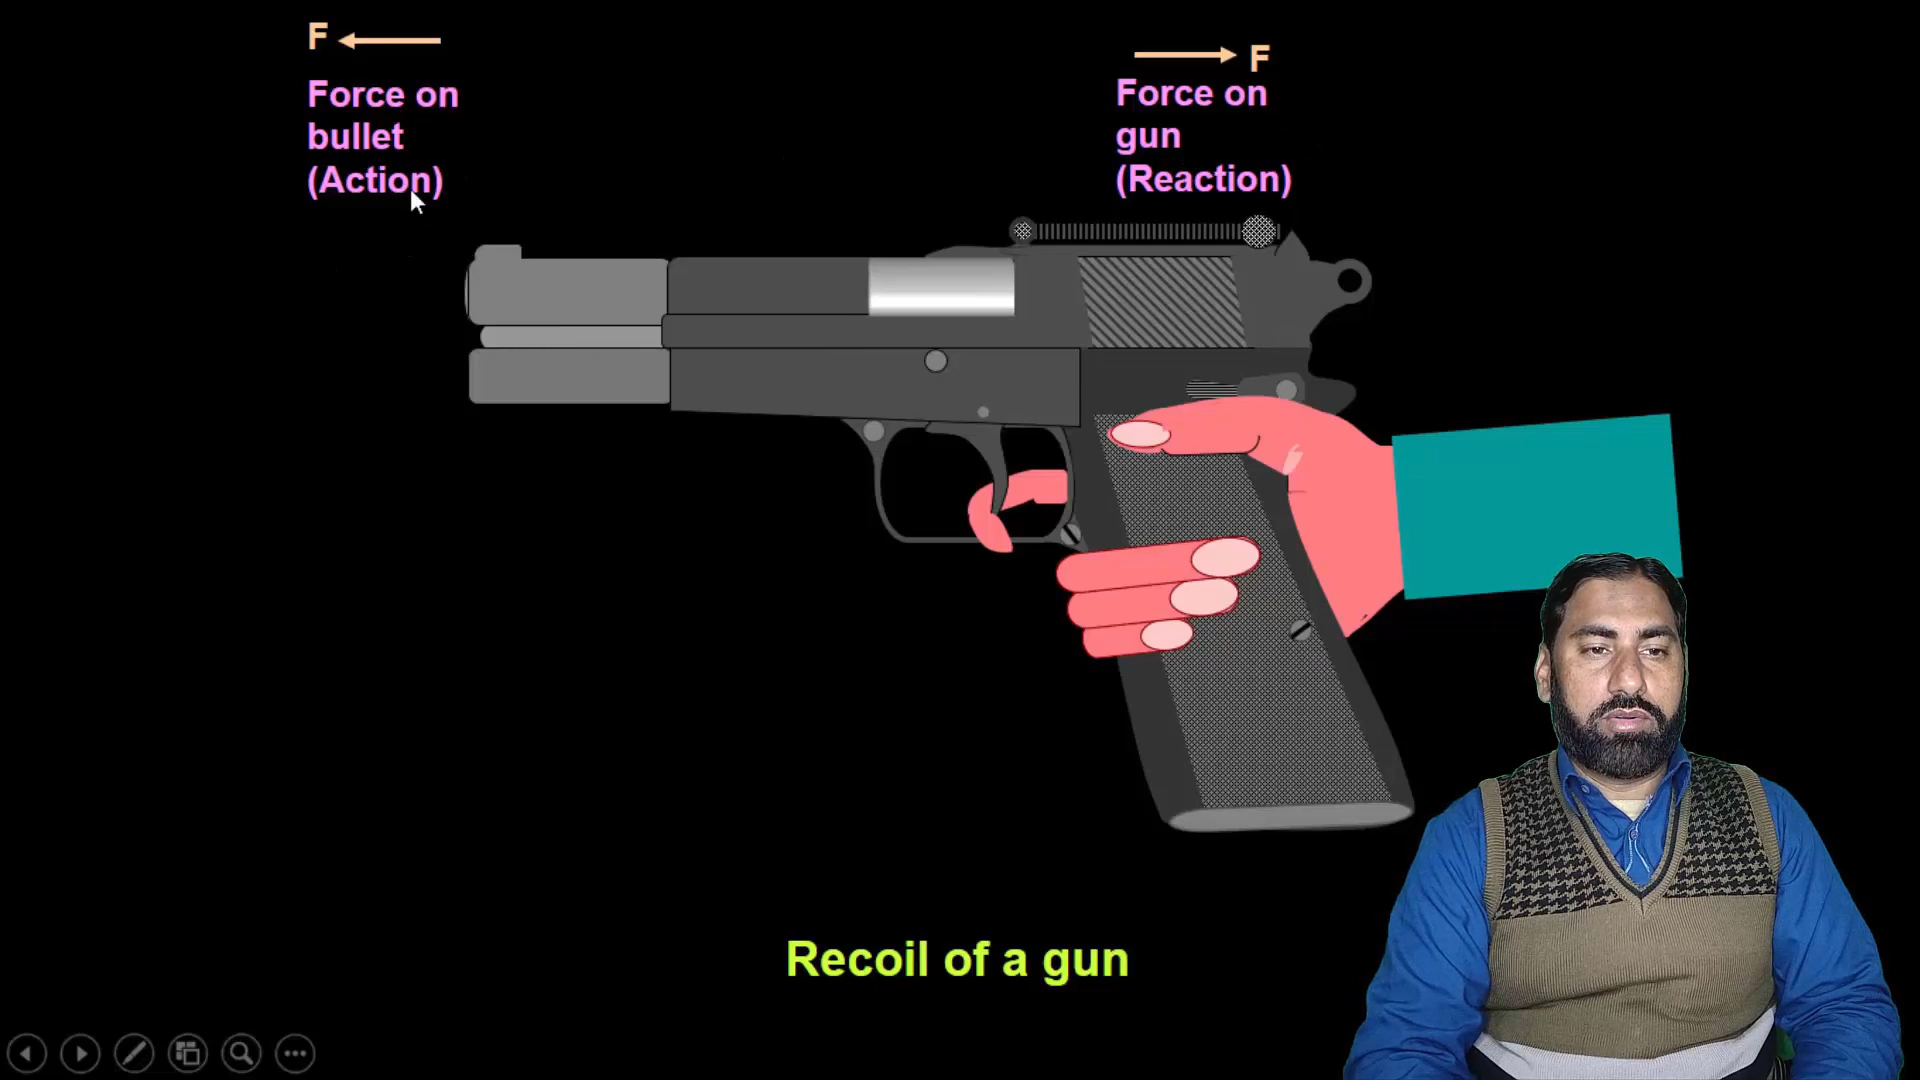 F
Force on
bullet
(Action)
F
Force on
gun
(Reaction)
Recoil of a gun